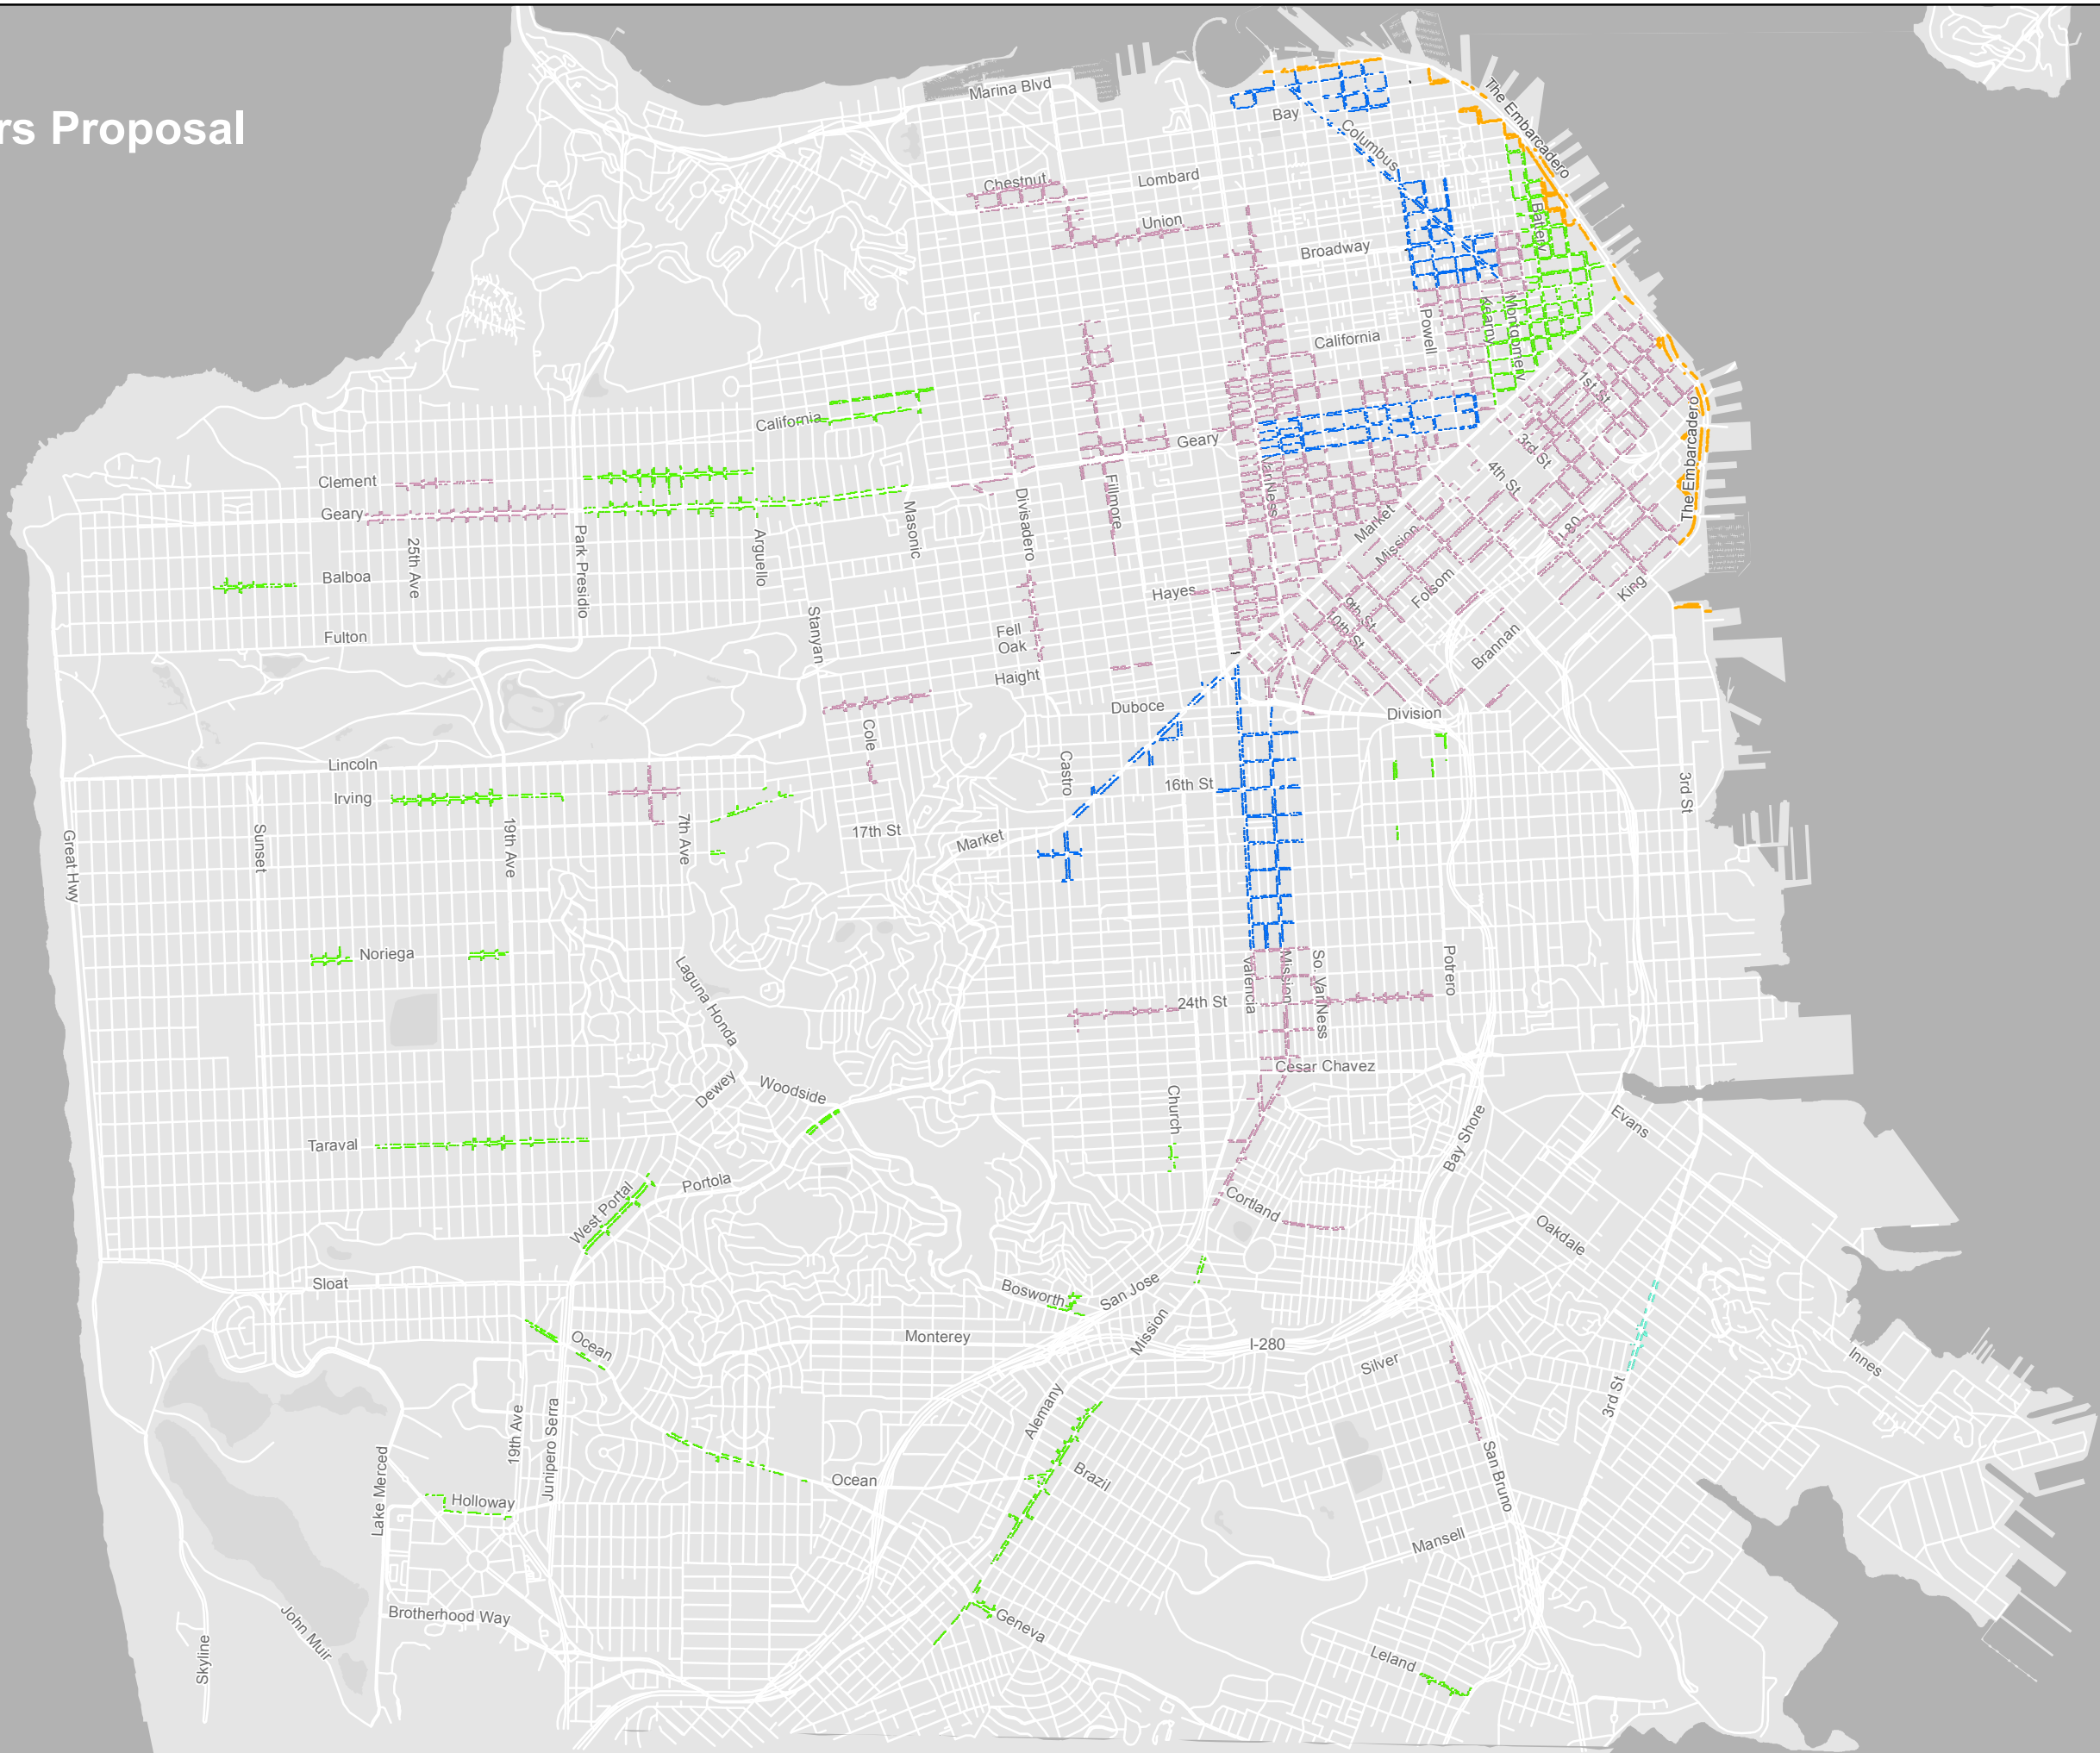 rs Proposal
Marina Blvd
The Embarcadero
Bay
Columbus
Chestnut
Lombard
Union
Battery
Broadway
Powell
Kearny
Montgomery
California
1st St
California
Geary
3rd St
The Embarcadero
Clement
VanNess
4th St
Geary
Masonic
Divisadero
Fillmore
Market
Mission
I-80
25th Ave
Park Presidio
Arguello
Balboa
Hayes
Folsom
King
9th St
10th St
Stanyan
Fulton
Fell
Oak
Brannan
Haight
Duboce
Division
Cole
Castro
Lincoln
16th St
3rd St
Irving
Great Hwy
Sunset
19th Ave
7th Ave
17th St
Market
Noriega
Laguna Honda
Valencia
Mission
So. VanNess
Potrero
24th St
Cesar Chavez
Dewey
Woodside
Church
Evans
Bay Shore
Taraval
Portola
West Portal
Cortland
Oakdale
Sloat
Bosworth
San Jose
Ocean
Monterey
Mission
I-280
Silver
Innes
3rd St
Alemany
19th Ave
Junipero Serra
Ocean
Brazil
San Bruno
Lake Merced
Holloway
Mansell
Brotherhood Way
Geneva
John Muir
Skyline
Leland